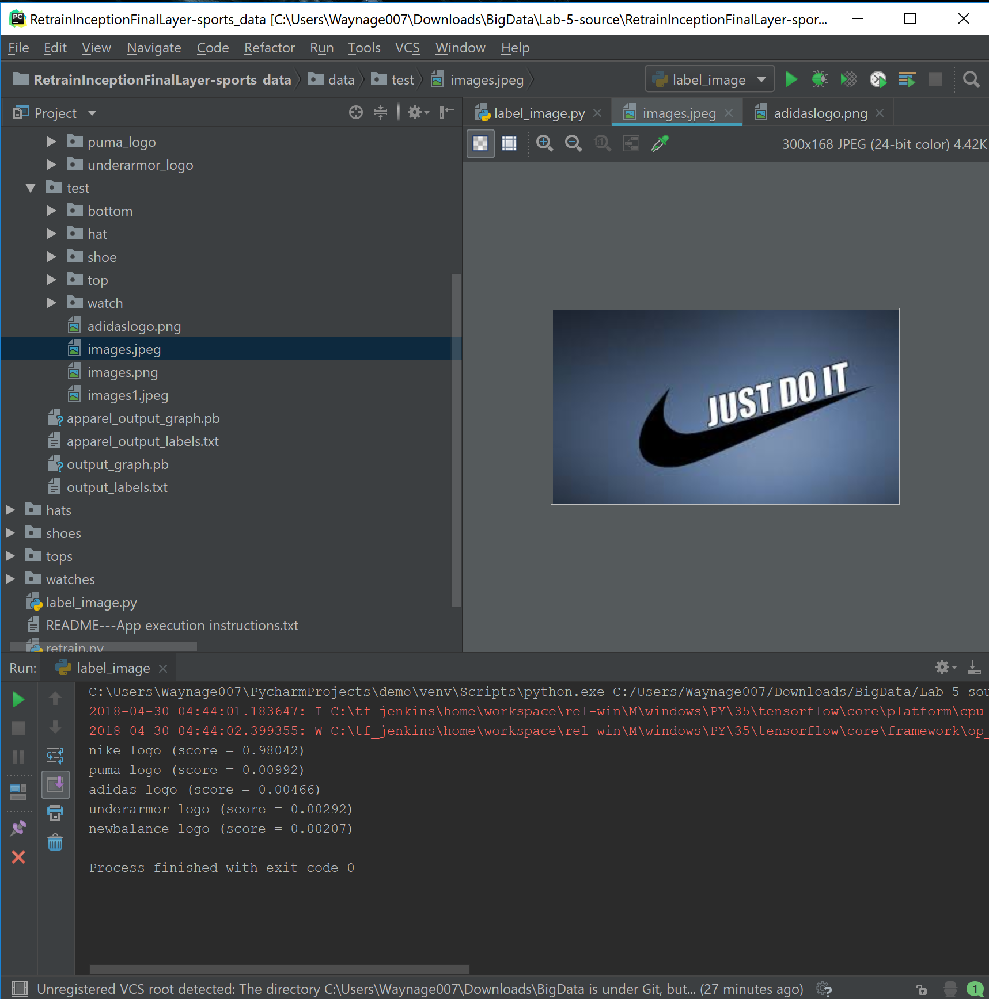 RetrainInceptionFinalLayer-sports_data [C:\Users\Waynage007\Downloads\BigData\Lab-5-source\RetrainInceptionFinalLayer-spor...
File Edit View Navigate Code Refactor Run Tools VCS Window Help
RetrainInceptionFinalLayer-sports_data data test images.jpeg label_image
Project
label_image.py images.jpeg adidaslogo.png
1:1 300x168 JPEG (24-bit color) 4.42K
puma_logo
underarmor_logo
test
bottom
hat
shoe
top
watch
adidaslogo.png
images.jpeg
images.png
images1.jpeg
apparel_output_graph.pb
apparel_output_labels.txt
output_graph.pb
output_labels.txt
hats
shoes
tops
watches
label_image.py
README---App execution instructions.txt
retrain.py
JUST DO IT
Run: label_image
C:\Users\Waynage007\PycharmProjects\demo\venv\Scripts\python.exe C:/Users/Waynage007/Downloads/BigData/Lab-5-sou
2018-04-30 04:44:01.183647: I C:\tf_jenkins\home\workspace\rel-win\M\windows\PY\35\tensorflow\core\platform\cpu_
2018-04-30 04:44:02.399355: W C:\tf_jenkins\home\workspace\rel-win\M\windows\PY\35\tensorflow\core\framework\op_
nike logo (score = 0.98042)
puma logo (score = 0.00992)
adidas logo (score = 0.00466)
underarmor logo (score = 0.00292)
newbalance logo (score = 0.00207)
Process finished with exit code 0
Unregistered VCS root detected: The directory C:\Users\Waynage007\Downloads\BigData is under Git, but... (27 minutes ago) 1